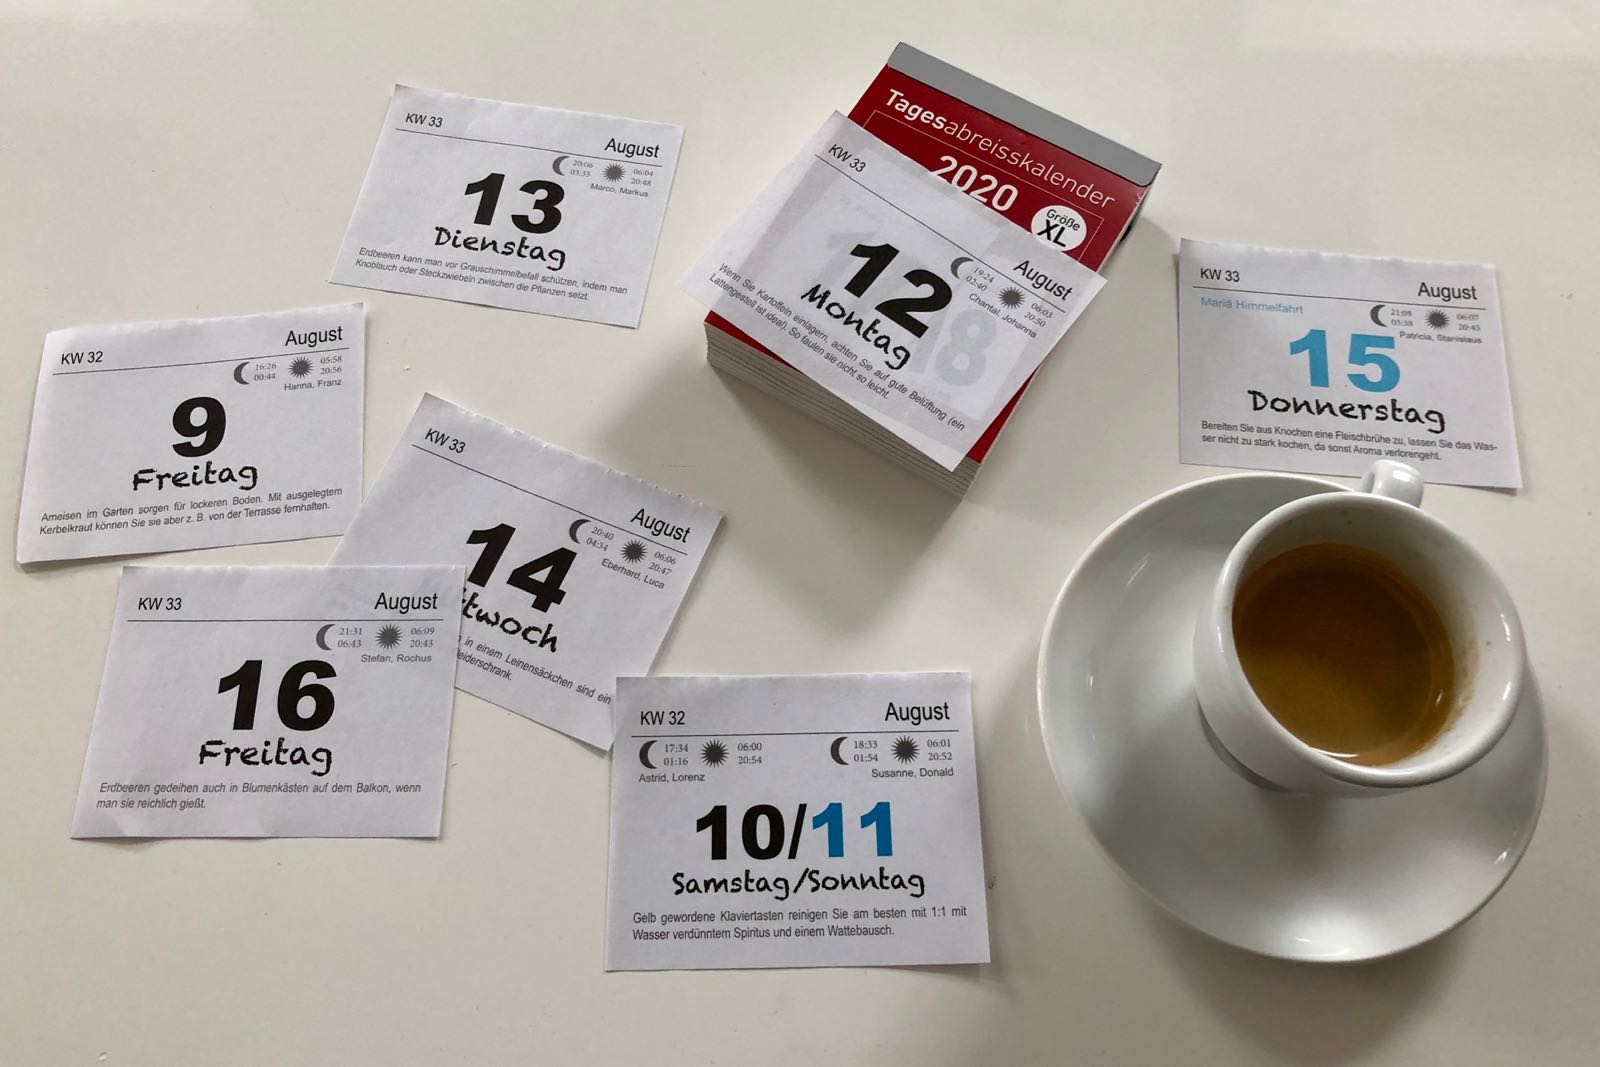 KW 33
August
20:06
03:35
06:04
20:48
Marco, Markus
13
Dienstag
Erdbeeren kann man vor Grauschimmelbefall schützen, indem man
Knoblauch oder Steckzwiebeln zwischen die Pflanzen setzt.
Tagesabreisskalender
2020
Größe
XL
KW 33
August
19:24
02:40
06:03
20:50
Chantal, Johanna
12
Montag
Wenn Sie Kartoffeln einlagern, achten Sie auf gute Belüftung (ein
Lattengestell ist ideal). So faulen sie nicht so leicht.
KW 33
August
Mariä Himmelfahrt
21:08
05:38
06:07
20:45
Patricia, Stanislaus
15
Donnerstag
Bereiten Sie aus Knochen eine Fleischbrühe zu, lassen Sie das Was-
ser nicht zu stark kochen, da sonst Aroma verlorengeht.
KW 32
August
16:26
00:44
05:58
20:56
Hanna, Franz
9
Freitag
Ameisen im Garten sorgen für lockeren Boden. Mit ausgelegtem
Kerbelkraut können Sie sie aber z. B. von der Terrasse fernhalten.
KW 33
August
20:40
04:34
06:06
20:47
Eberhard, Luca
14
twoch
in einem Leinensäckchen sind ein
eiderschrank.
KW 33
August
21:31
06:43
06:09
20:43
Stefan, Rochus
16
Freitag
Erdbeeren gedeihen auch in Blumenkästen auf dem Balkon, wenn
man sie reichlich gießt.
KW 32
August
17:34
01:16
06:00
20:54
Astrid, Lorenz
18:33
01:54
06:01
20:52
Susanne, Donald
10/11
Samstag/Sonntag
Gelb gewordene Klaviertasten reinigen Sie am besten mit 1:1 mit
Wasser verdünntem Spiritus und einem Wattebausch.